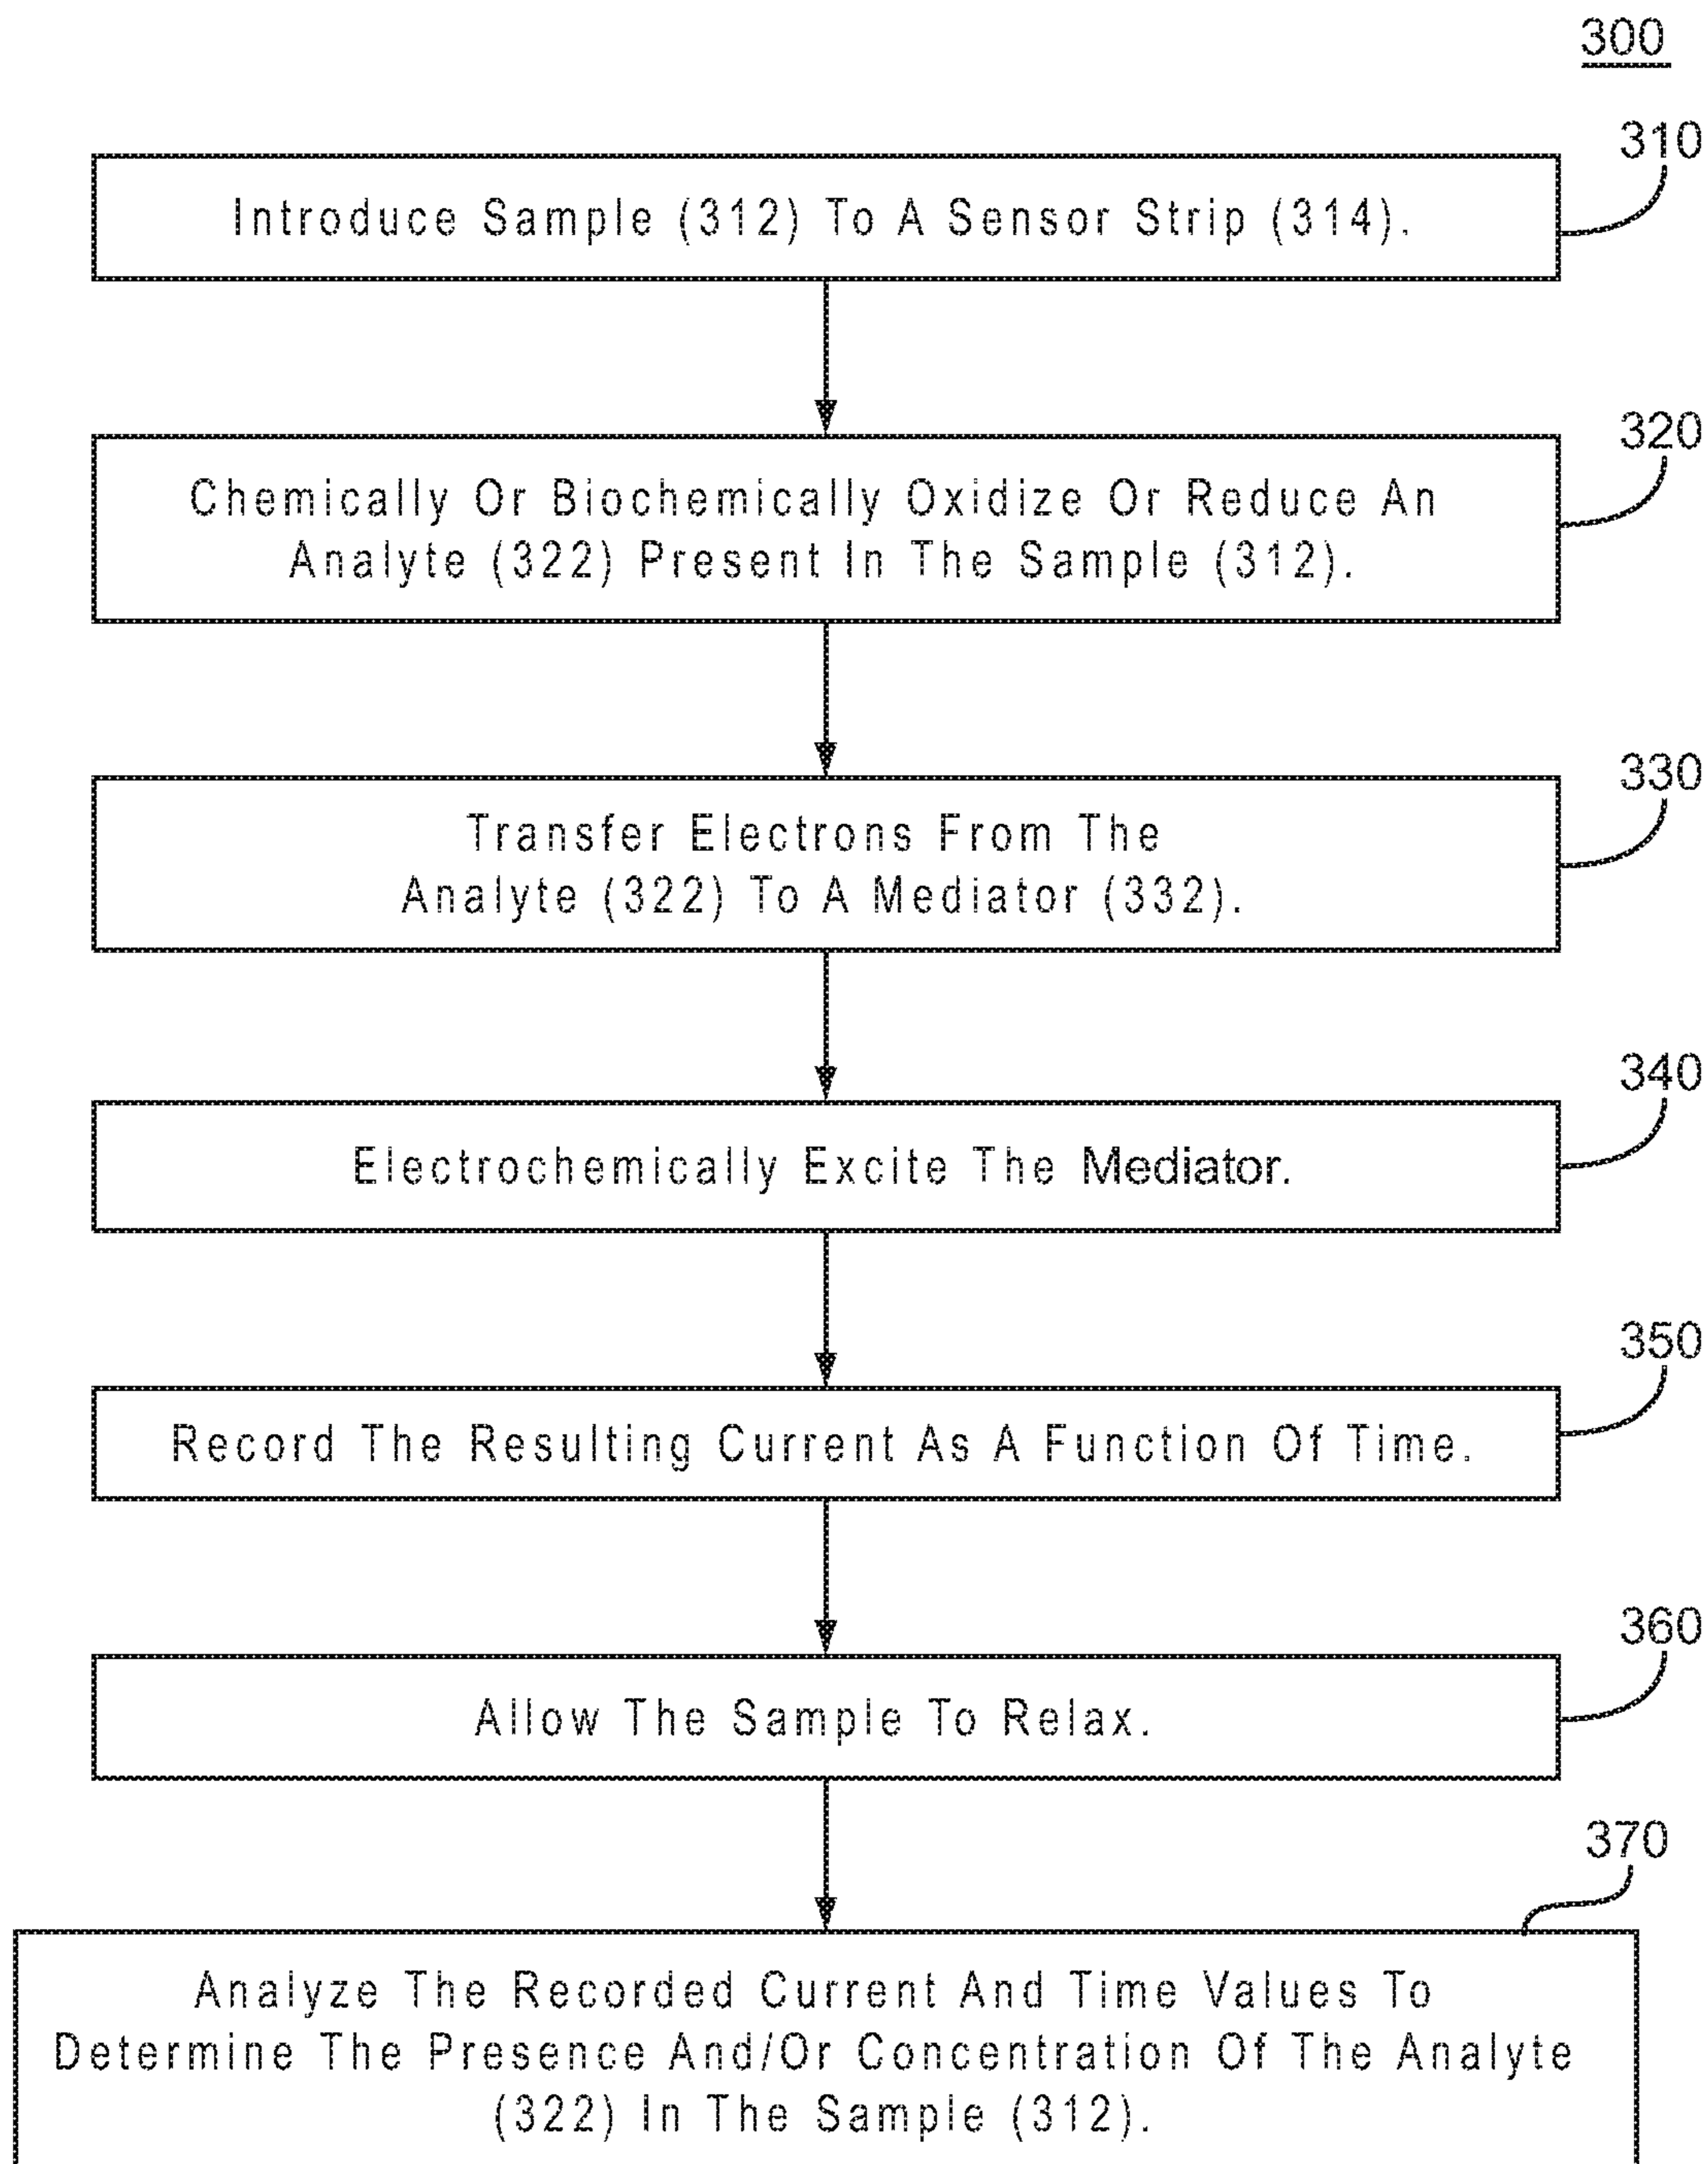 300
310
Introduce Sample (312) To A Sensor Strip (314).
320
Chemically Or Biochemically Oxidize Or Reduce An
Analyte (322) Present In The Sample (312).
330
Transfer Electrons From The
Analyte (322) To A Mediator (332).
340
Electrochemically Excite The Mediator.
350
Record The Resulting Current As A Function Of Time.
360
Allow The Sample To Relax.
370
Analyze The Recorded Current And Time Values To
Determine The Presence And/Or Concentration Of The Analyte
(322) In The Sample (312).